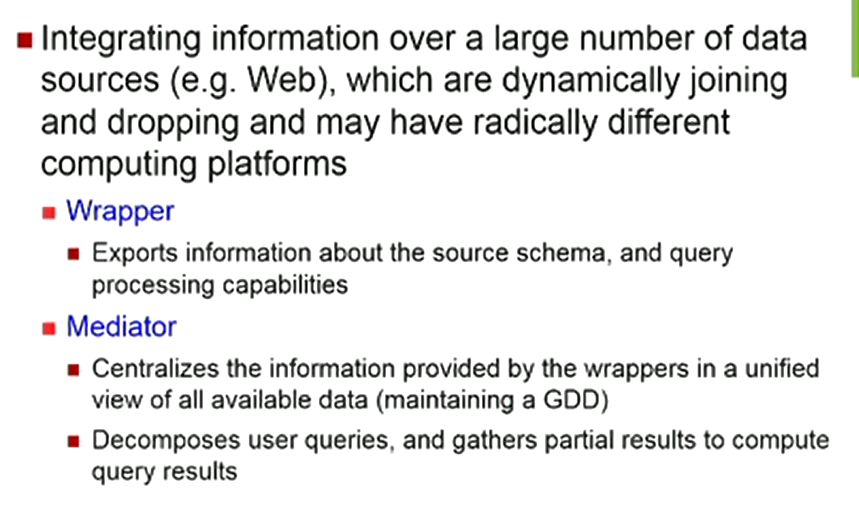 Integrating information over a large number of data
sources (e.g. Web), which are dynamically joining
and dropping and may have radically different
computing platforms
Wrapper
Exports information about the source schema, and query
processing capabilities
Mediator
Centralizes the information provided by the wrappers in a unified
view of all available data (maintaining a GDD)
Decomposes user queries, and gathers partial results to compute
query results